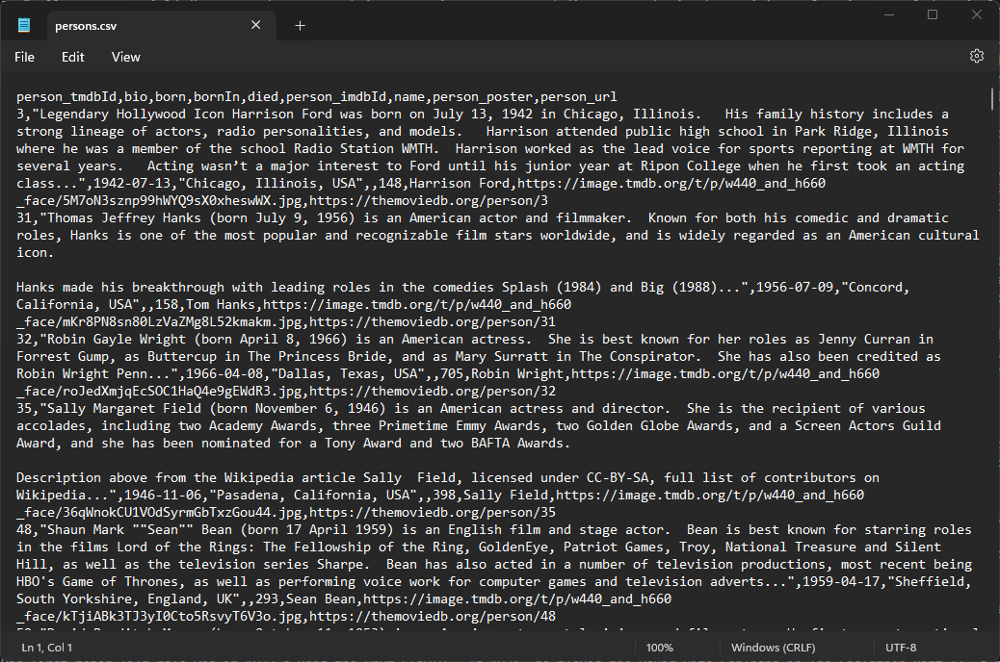 persons.csv
File Edit View
person_tmdbId,bio,born,bornIn,died,person_imdbId,name,person_poster,person_url
3,"Legendary Hollywood Icon Harrison Ford was born on July 13, 1942 in Chicago, Illinois.   His family history includes a
strong lineage of actors, radio personalities, and models.   Harrison attended public high school in Park Ridge, Illinois
where he was a member of the school Radio Station WMTH.  Harrison worked as the lead voice for sports reporting at WMTH for
several years.   Acting wasn’t a major interest to Ford until his junior year at Ripon College when he first took an acting
class...",1942-07-13,"Chicago, Illinois, USA",,148,Harrison Ford,https://image.tmdb.org/t/p/w440_and_h660
_face/5M7oN3sznp99hWYQ9sX0xheswWX.jpg,https://themoviedb.org/person/3
31,"Thomas Jeffrey Hanks (born July 9, 1956) is an American actor and filmmaker.  Known for both his comedic and dramatic
roles, Hanks is one of the most popular and recognizable film stars worldwide, and is widely regarded as an American cultural
icon.
Hanks made his breakthrough with leading roles in the comedies Splash (1984) and Big (1988)...",1956-07-09,"Concord,
California, USA",,158,Tom Hanks,https://image.tmdb.org/t/p/w440_and_h660
_face/mKr8PN8sn80LzVaZMg8L52kmakm.jpg,https://themoviedb.org/person/31
32,"Robin Gayle Wright (born April 8, 1966) is an American actress.  She is best known for her roles as Jenny Curran in
Forrest Gump, as Buttercup in The Princess Bride, and as Mary Surratt in The Conspirator.  She has also been credited as
Robin Wright Penn...",1966-04-08,"Dallas, Texas, USA",,705,Robin Wright,https://image.tmdb.org/t/p/w440_and_h660
_face/roJedXmjqEcSOC1HaQ4e9gEWdR3.jpg,https://themoviedb.org/person/32
35,"Sally Margaret Field (born November 6, 1946) is an American actress and director.  She is the recipient of various
accolades, including two Academy Awards, three Primetime Emmy Awards, two Golden Globe Awards, and a Screen Actors Guild
Award, and she has been nominated for a Tony Award and two BAFTA Awards.
Description above from the Wikipedia article Sally  Field, licensed under CC-BY-SA, full list of contributors on
Wikipedia...",1946-11-06,"Pasadena, California, USA",,398,Sally Field,https://image.tmdb.org/t/p/w440_and_h660
_face/36qWnokCU1VOdSyrmGbTxzGou44.jpg,https://themoviedb.org/person/35
48,"Shaun Mark ""Sean"" Bean (born 17 April 1959) is an English film and stage actor.  Bean is best known for starring roles
in the films Lord of the Rings: The Fellowship of the Ring, GoldenEye, Patriot Games, Troy, National Treasure and Silent
Hill, as well as the television series Sharpe.  Bean has also acted in a number of television productions, most recent being
HBO's Game of Thrones, as well as performing voice work for computer games and television adverts...",1959-04-17,"Sheffield,
South Yorkshire, England, UK",,293,Sean Bean,https://image.tmdb.org/t/p/w440_and_h660
_face/kTjiABk3TJ3yI0Cto5RsvyT6V3o.jpg,https://themoviedb.org/person/48
Ln 1, Col 1 100% Windows (CRLF) UTF-8